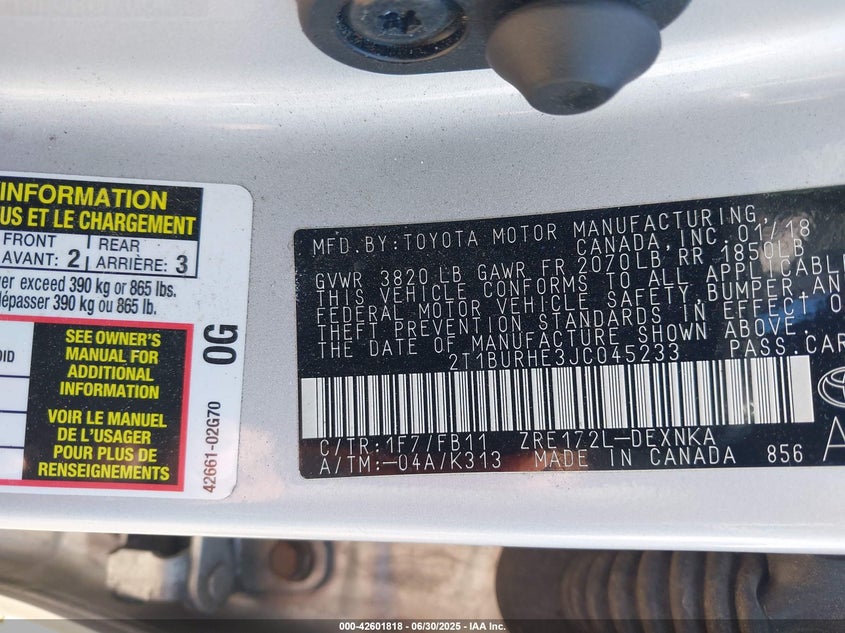 INFORMATION
US ET LE CHARGEMENT
FRONT
AVANT: 2
REAR
ARRIÈRE: 3
er exceed 390 kg or 865 lbs.
dépasser 390 kg ou 865 lb.
OID
SEE OWNER'S
MANUAL FOR
ADDITIONAL
INFORMATION
VOIR LE MANUEL
DE L'USAGER
POUR PLUS DE
RENSEIGNEMENTS
0G
42661-02G70
MFD.BY:TOYOTA MOTOR MANUFACTURING,
CANADA,INC. 01/18
GVWR 3820 LB GAWR FR 2070LB,RR 1850LB
THIS VEHICLE CONFORMS TO ALL APPLICABLE
FEDERAL MOTOR VEHICLE SAFETY,BUMPER,AN
THEFT PREVENTION STANDARDS IN EFFECT O
THE DATE OF MANUFACTURE SHOWN ABOVE.
2T1BURHE3JC045233 PASS.CAR
C/TR:1F7/FB11 ZRE172L-DEXNKA
A/TM:-04A/K313 MADE IN CANADA 856
A
000-42601818 - 06/30/2025 - IAA Inc.